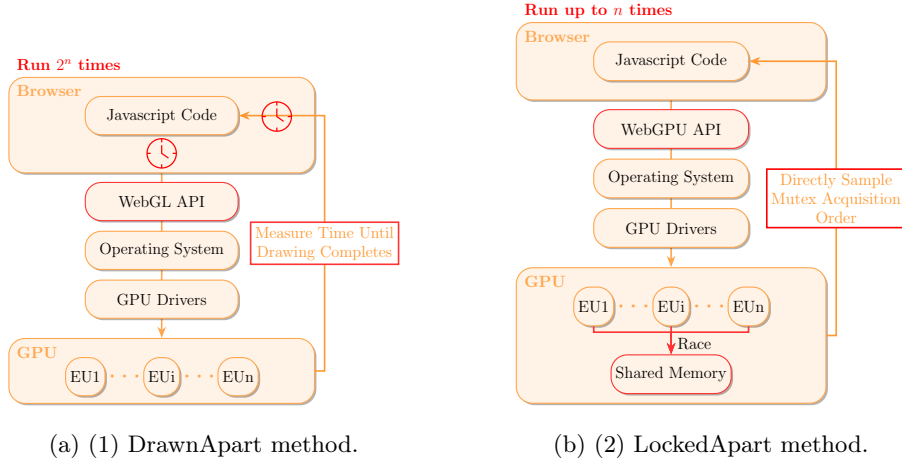 Run 2ⁿ times
Browser
Javascript Code
WebGL API
Operating System
GPU Drivers
Measure Time Until
Drawing Completes
GPU
EU1 · · · EUi · · · EUn
(a) (1) DrawnApart method.
Run up to n times
Browser
Javascript Code
WebGPU API
Operating System
GPU Drivers
Directly Sample
Mutex Acquisition
Order
GPU
EU1 · · · EUi · · · EUn
Race
Shared Memory
(b) (2) LockedApart method.